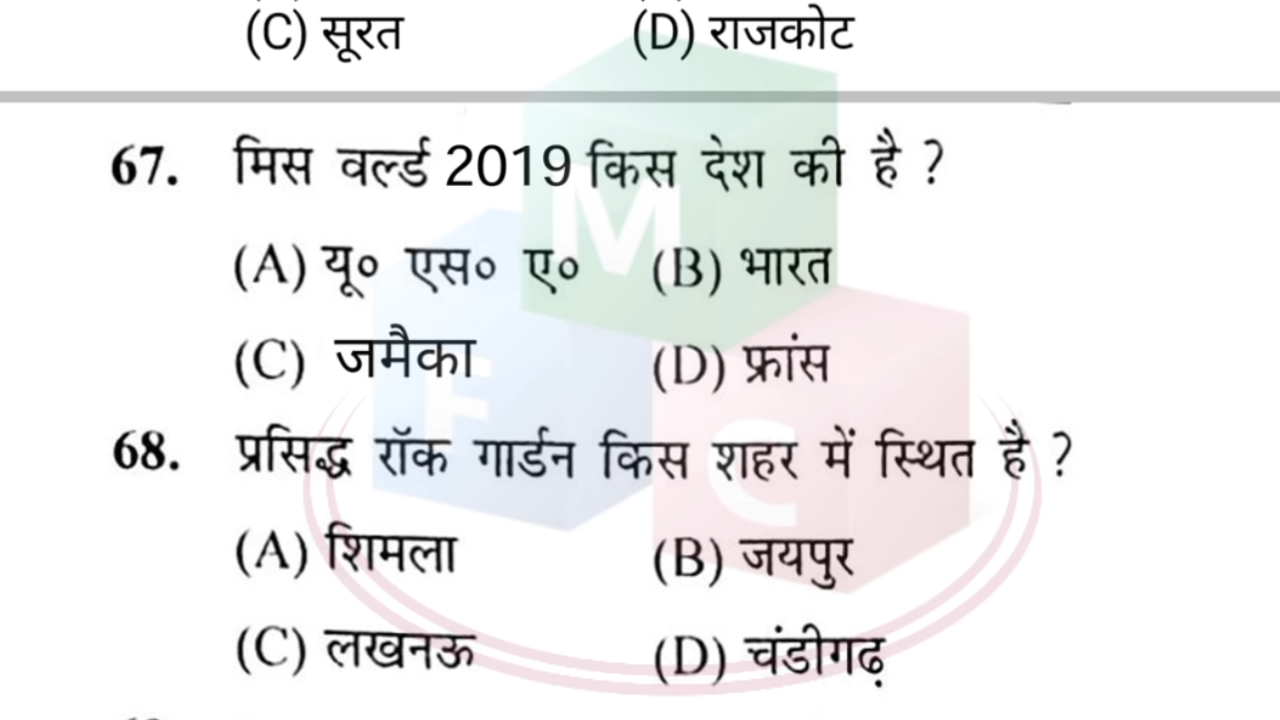 (C) सूरत (D) राजकोट
67. मिस वर्ल्ड 2019 किस देश की है ?
(A) यू० एस० ए० (B) भारत
(C) जमैका (D) फ्रांस
68. प्रसिद्ध रॉक गार्डन किस शहर में स्थित है ?
(A) शिमला (B) जयपुर
(C) लखनऊ (D) चंडीगढ़
M
F
C